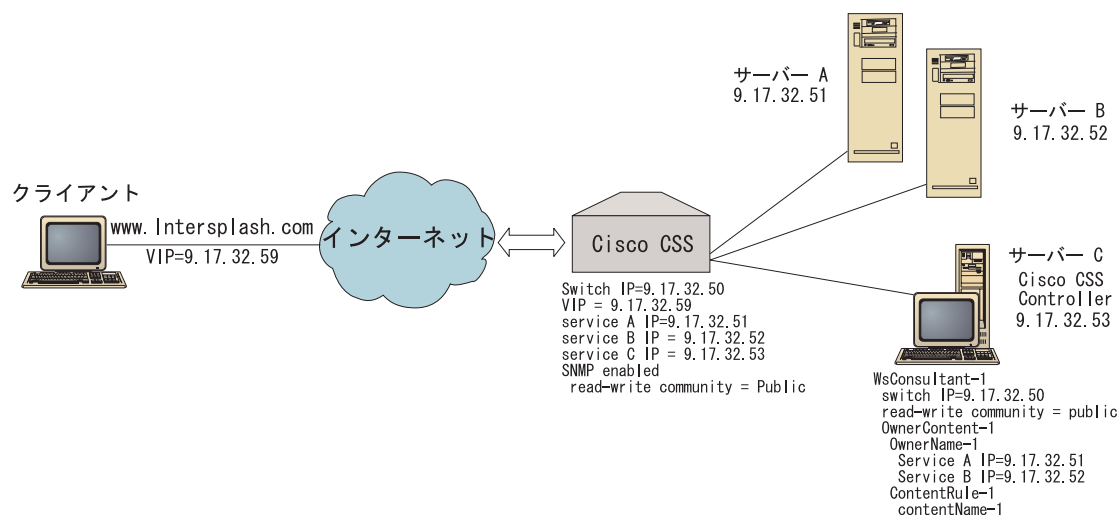 サーバー A
9.17.32.51
サーバー B
9.17.32.52
クライアント
www.Intersplash.com
VIP=9.17.32.59
インターネット
Cisco CSS
Switch IP=9.17.32.50
VIP = 9.17.32.59
service A IP=9.17.32.51
service B IP = 9.17.32.52
service C IP = 9.17.32.53
SNMP enabled
read-write community = Public
サーバー C
Cisco CSS
Controller
9.17.32.53
WsConsultant-1
switch IP=9.17.32.50
read-write community = public
OwnerContent-1
OwnerName-1
Service A IP=9.17.32.51
Service B IP=9.17.32.52
ContentRule-1
contentName-1